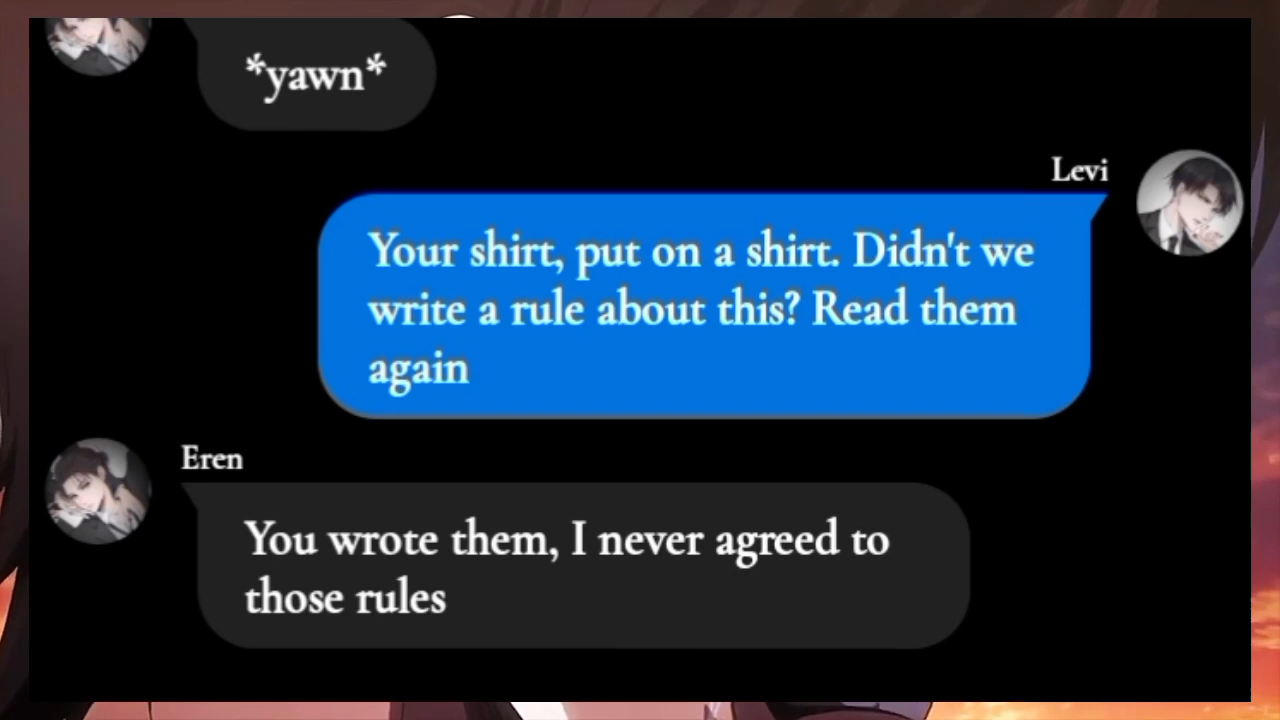 *yawn*
Levi
Your shirt, put on a shirt. Didn't we
write a rule about this? Read them
again
Eren
You wrote them, I never agreed to
those rules